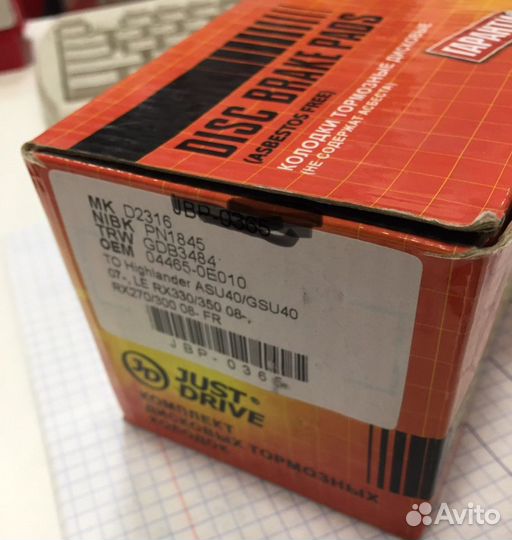 DISC BRAKE PADS
(ASBESTOS FREE)
КОЛОДКИ ТОРМОЗНЫЕ ДИСКОВЫЕ
(НЕ СОДЕРЖАТ АСБЕСТА)
JBP-0365
MK D2316
NIBK PN1845
TRW GDB3484
OEM 04465-0E010
TO Highlander ASU40/GSU40
07-, LE RX330/350 08-,
RX270/300 08- FR
JBP-0365
JD JUST
DRIVE
КОМПЛЕКТ
ДИСКОВЫХ ТОРМОЗНЫХ
КОЛОДОК
Avito